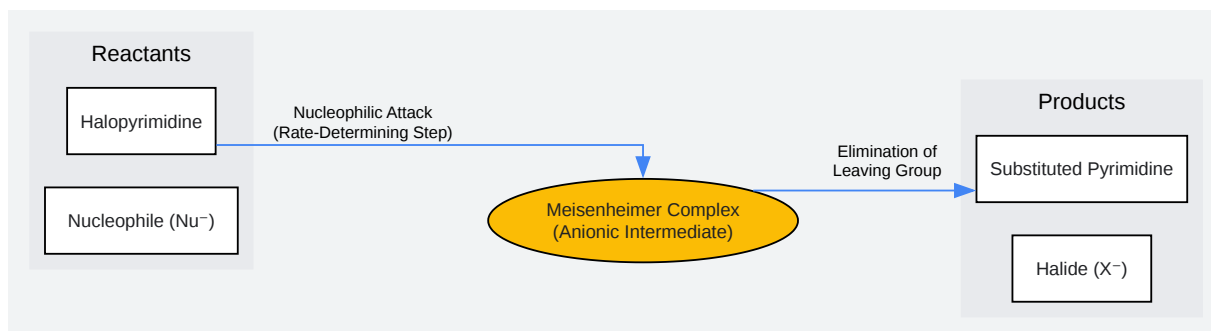 Reactants
Halopyrimidine
Nucleophile (Nu⁻)
Nucleophilic Attack
(Rate-Determining Step)
Meisenheimer Complex
(Anionic Intermediate)
Elimination of
Leaving Group
Products
Substituted Pyrimidine
Halide (X⁻)